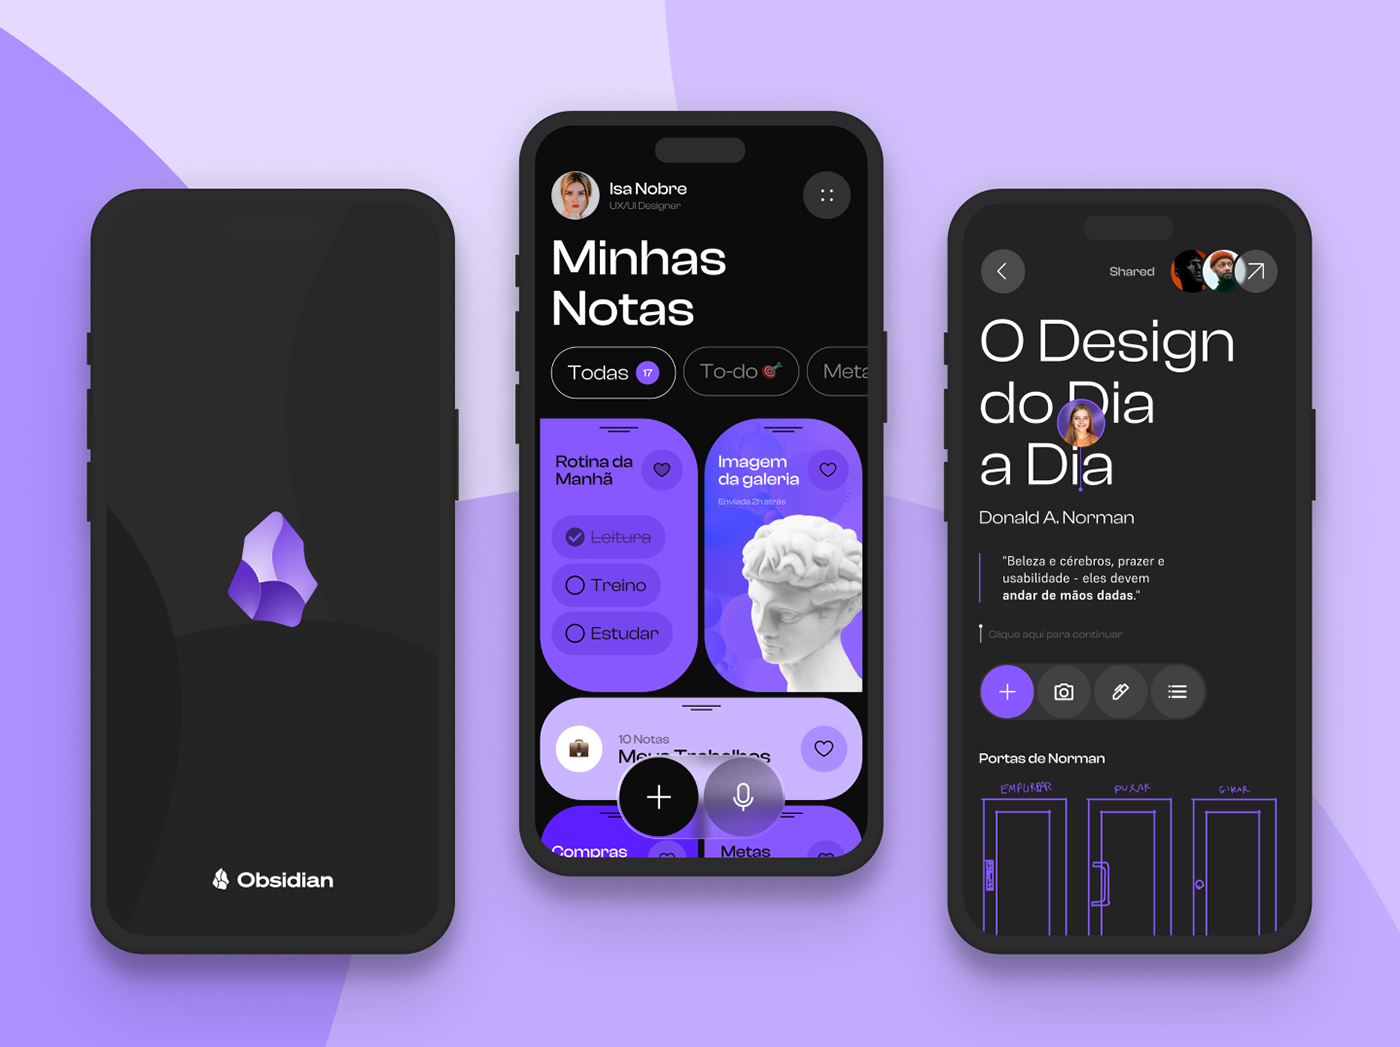 Obsidian
Isa Nobre
UX/UI Designer
Minhas
Notas
Todas 17
To-do
Meta
Rotina da
Manhã
Leitura
Treino
Estudar
Imagem
da galeria
Enviada 2h atrás
10 Notas
Meus Trabalhos
Compras
Metas
Shared
O Design
do Dia
a Dia
Donald A. Norman
"Beleza e cérebros, prazer e
usabilidade - eles devem
andar de mãos dadas."
Clique aqui para continuar
Portas de Norman
EMPURRAR
PUXAR
GIRAR